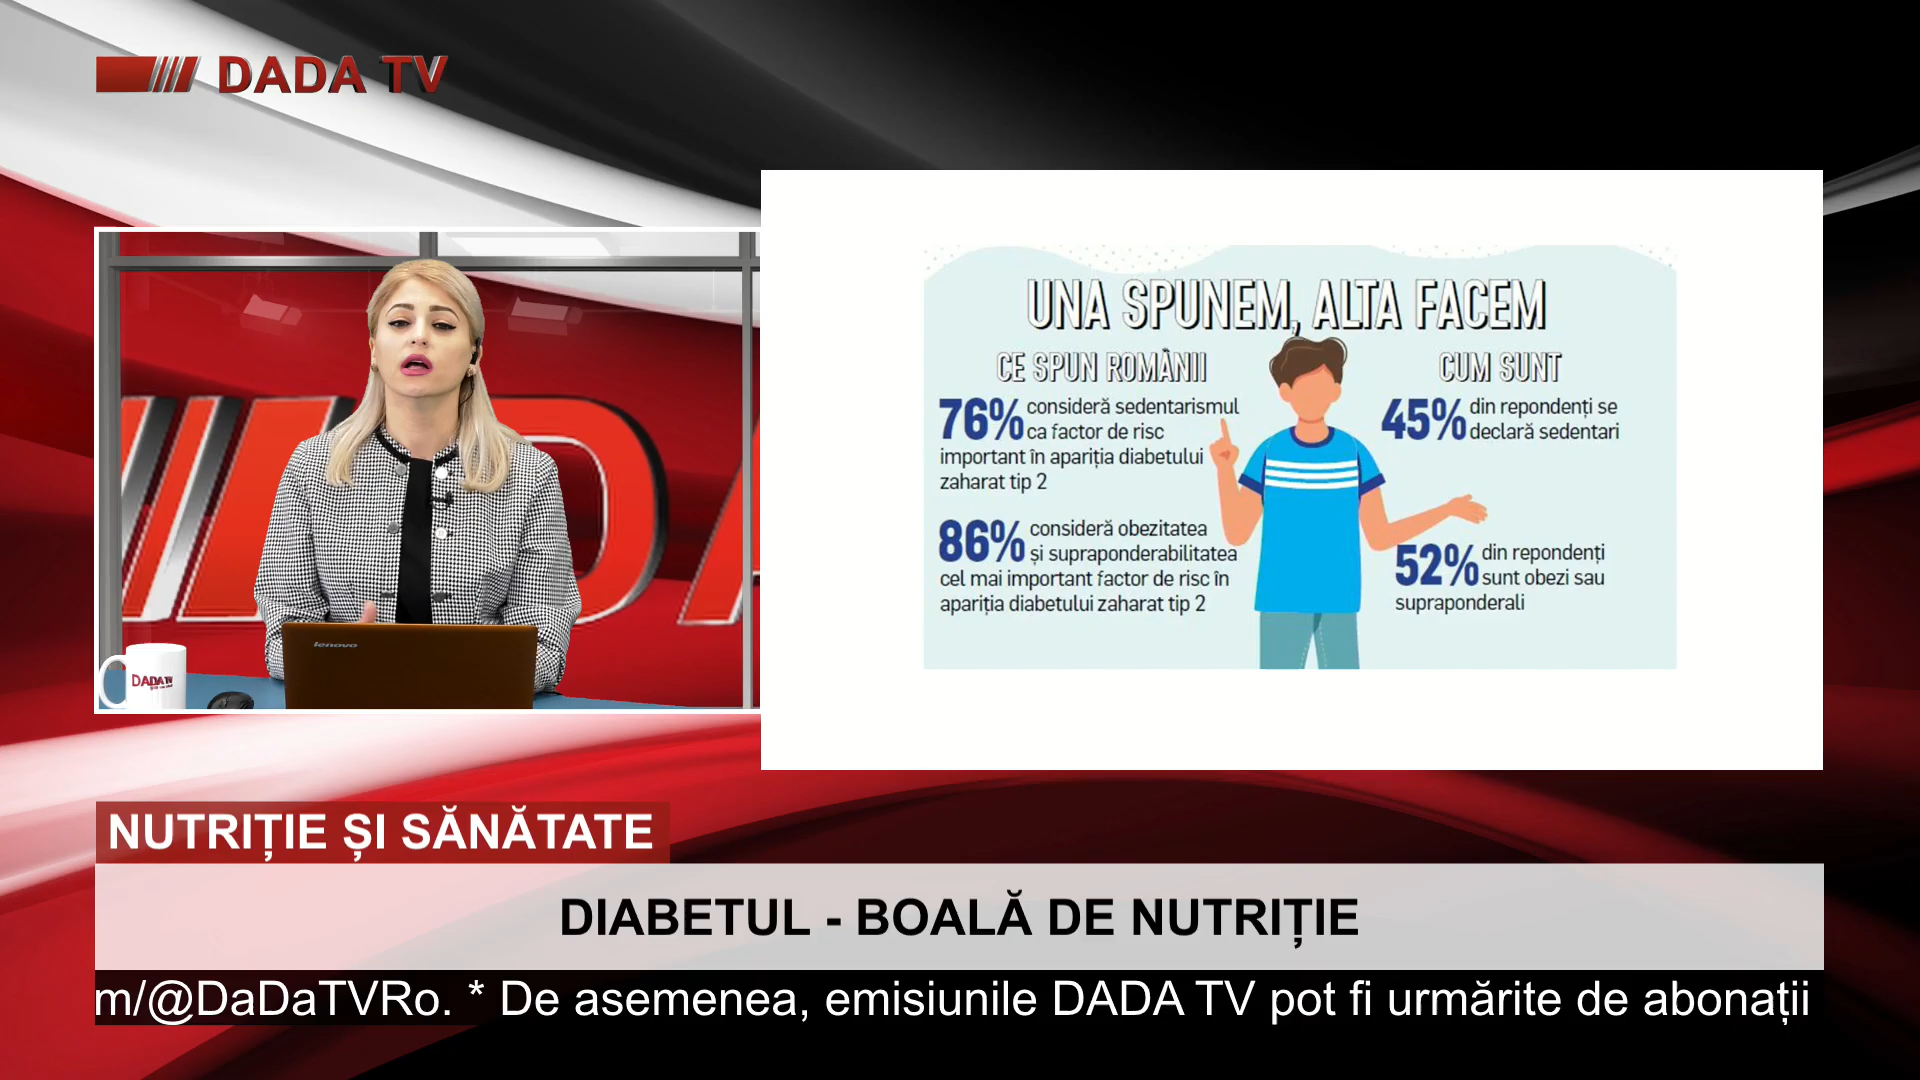 DADA TV
lenovo
DADA TV
UNA SPUNEM, ALTA FACEM
CE SPUN ROMÂNII
76% consideră sedentarismul
ca factor de risc
important în apariția diabetului
zaharat tip 2
86% consideră obezitatea
și supraponderabilitatea
cel mai important factor de risc în
apariția diabetului zaharat tip 2
CUM SUNT
45% din repondenți se
declară sedentari
52% din repondenți
sunt obezi sau
supraponderali
NUTRIȚIE ȘI SĂNĂTATE
DIABETUL - BOALĂ DE NUTRIȚIE
m/@DaDaTVRo. * De asemenea, emisiunile DADA TV pot fi urmărite de abonații